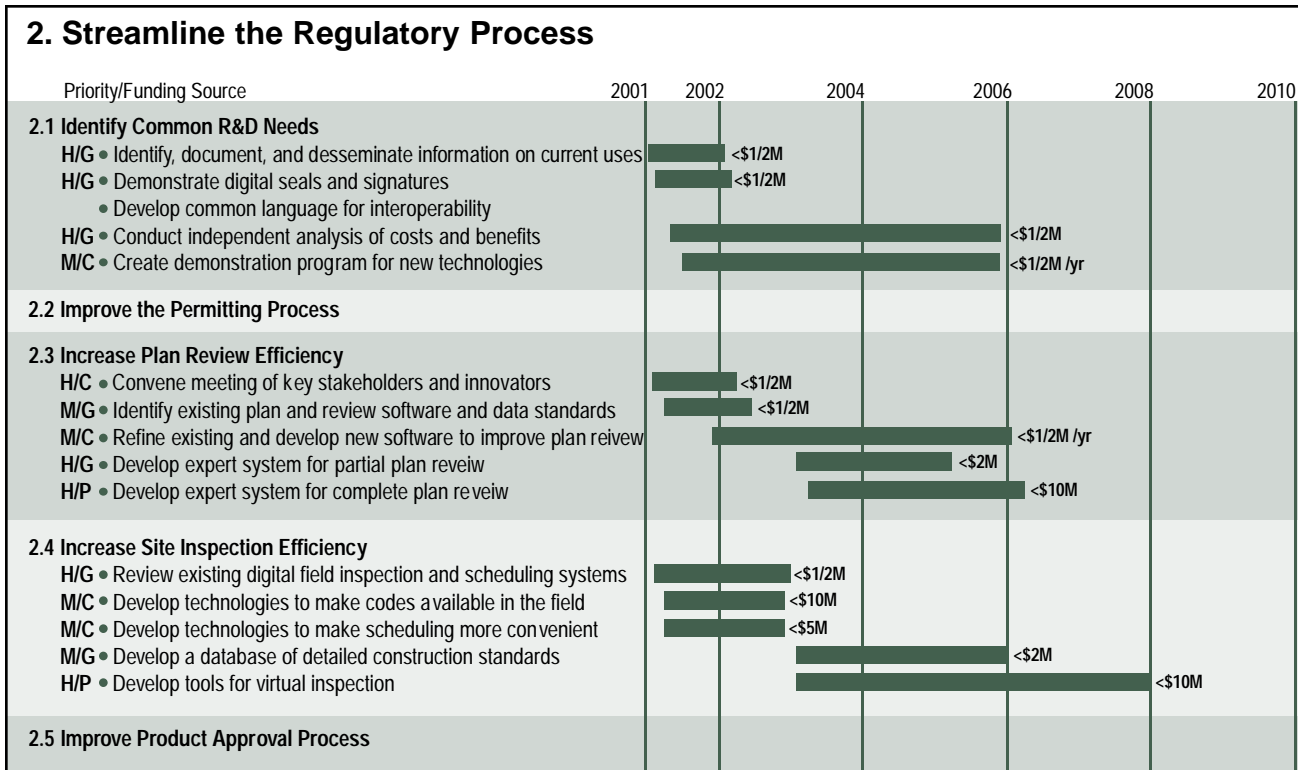 2. Streamline the Regulatory Process
Priority/Funding Source 2001 2002 2004 2006 2008 2010
2.1 Identify Common R&D Needs
H/G • Identify, document, and desseminate information on current uses <$1/2M
H/G • Demonstrate digital seals and signatures <$1/2M
• Develop common language for interoperability
H/G • Conduct independent analysis of costs and benefits <$1/2M
M/C • Create demonstration program for new technologies <$1/2M /yr
2.2 Improve the Permitting Process
2.3 Increase Plan Review Efficiency
H/C • Convene meeting of key stakeholders and innovators <$1/2M
M/G • Identify existing plan and review software and data standards <$1/2M
M/C • Refine existing and develop new software to improve plan reivew <$1/2M /yr
H/G • Develop expert system for partial plan reveiw <$2M
H/P • Develop expert system for complete plan reveiw <$10M
2.4 Increase Site Inspection Efficiency
H/G • Review existing digital field inspection and scheduling systems <$1/2M
M/C • Develop technologies to make codes available in the field <$10M
M/C • Develop technologies to make scheduling more convenient <$5M
M/G • Develop a database of detailed construction standards <$2M
H/P • Develop tools for virtual inspection <$10M
2.5 Improve Product Approval Process